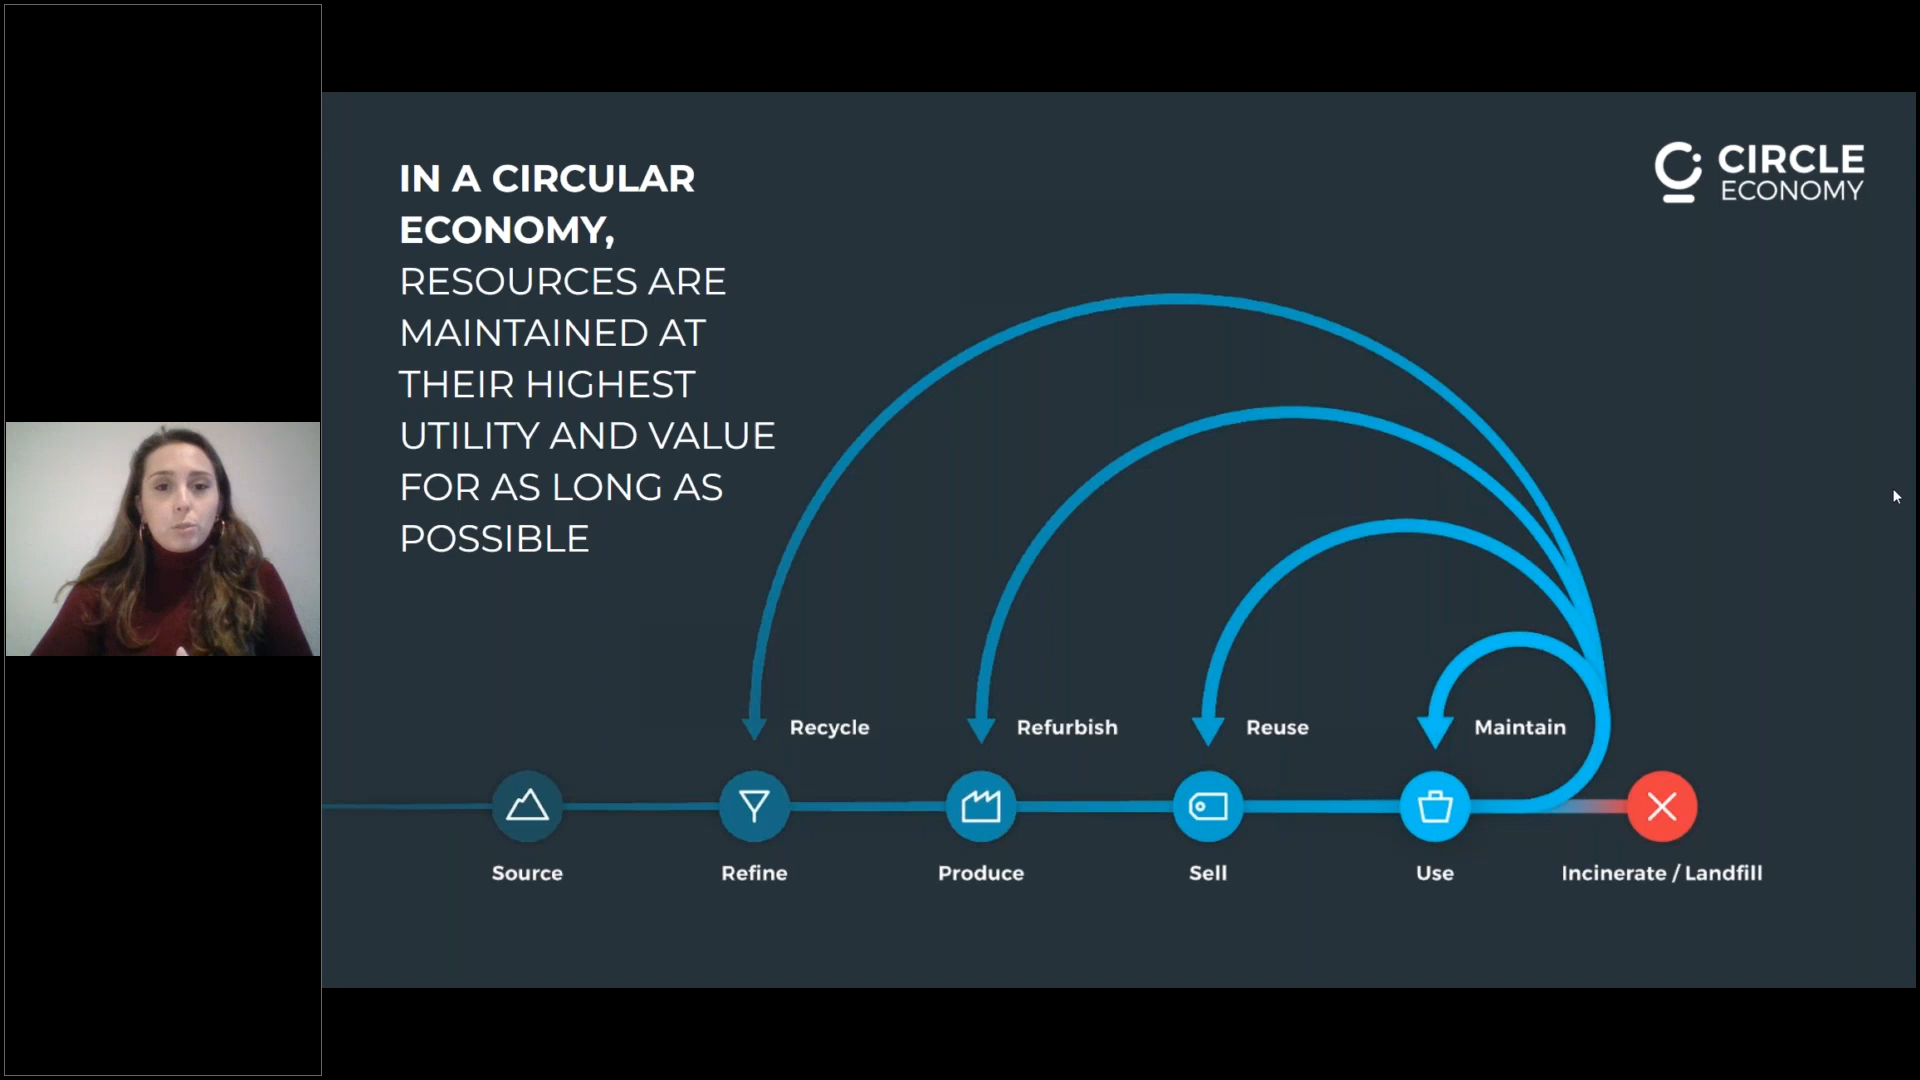 IN A CIRCULAR
ECONOMY,
RESOURCES ARE
MAINTAINED AT
THEIR HIGHEST
UTILITY AND VALUE
FOR AS LONG AS
POSSIBLE
CIRCLE
ECONOMY
Recycle
Refurbish
Reuse
Maintain
Source
Refine
Produce
Sell
Use
Incinerate / Landfill